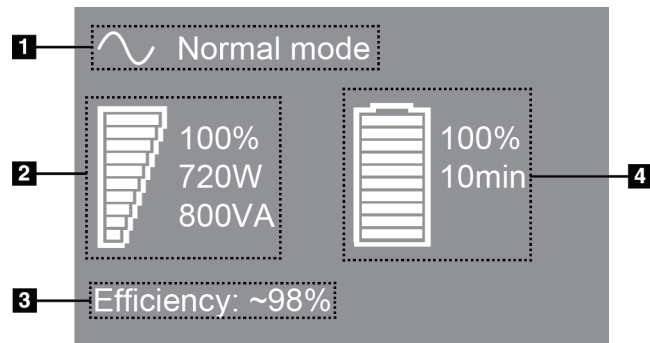 1
Normal mode
2
100%
720W
800VA
4
100%
10min
3
Efficiency: ~98%